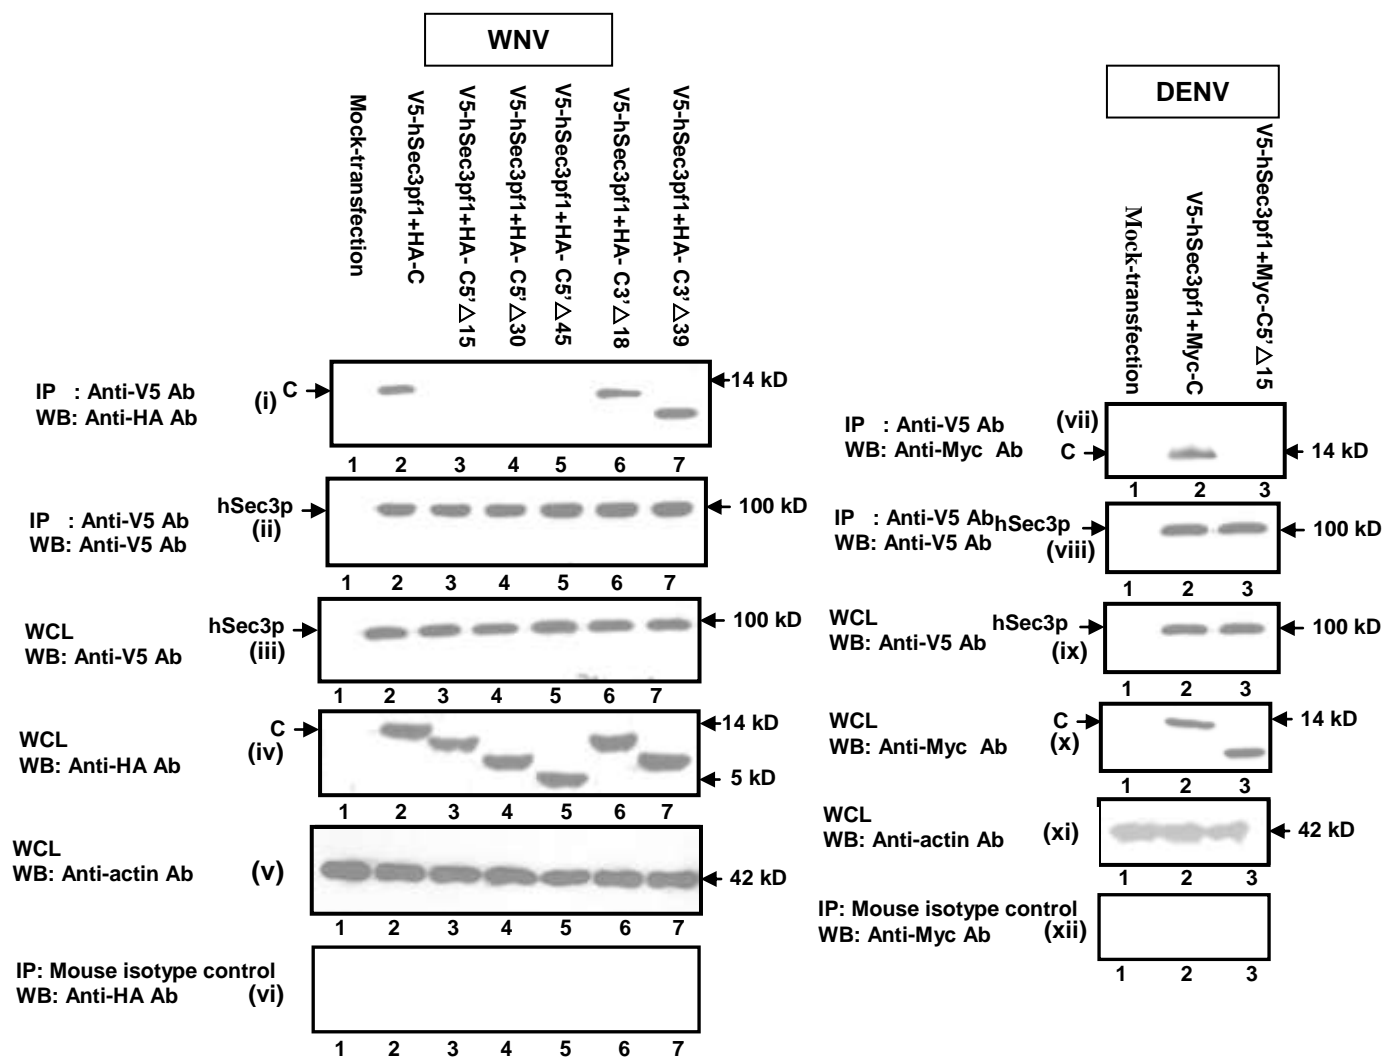 WNV
Mock-transfection
V5-hSec3pf1+HA-C
V5-hSec3pf1+HA- C5'△15
V5-hSec3pf1+HA- C5'△30
V5-hSec3pf1+HA- C5'△45
V5-hSec3pf1+HA- C3'△18
V5-hSec3pf1+HA- C3'△39
IP : Anti-V5 Ab
WB: Anti-HA Ab
(i)
C
14 kD
1 2 3 4 5 6 7
IP : Anti-V5 Ab
WB: Anti-V5 Ab
hSec3p
(ii)
100 kD
1 2 3 4 5 6 7
WCL
WB: Anti-V5 Ab
hSec3p
(iii)
100 kD
1 2 3 4 5 6 7
WCL
WB: Anti-HA Ab
C
(iv)
14 kD
5 kD
1 2 3 4 5 6 7
WCL
WB: Anti-actin Ab
(v)
42 kD
1 2 3 4 5 6 7
IP: Mouse isotype control
WB: Anti-HA Ab
(vi)
1 2 3 4 5 6 7
DENV
Mock-transfection
V5-hSec3pf1+Myc-C
V5-hSec3pf1+Myc-C5'△15
IP : Anti-V5 Ab
WB: Anti-Myc Ab
(vii)
C
14 kD
1 2 3
IP : Anti-V5 Ab
WB: Anti-V5 Ab
hSec3p
(viii)
100 kD
1 2 3
WCL
WB: Anti-V5 Ab
hSec3p
(ix)
100 kD
1 2 3
WCL
WB: Anti-Myc Ab
C
(x)
14 kD
1 2 3
WCL
WB: Anti-actin Ab
(xi)
42 kD
1 2 3
IP: Mouse isotype control
WB: Anti-Myc Ab
(xii)
1 2 3